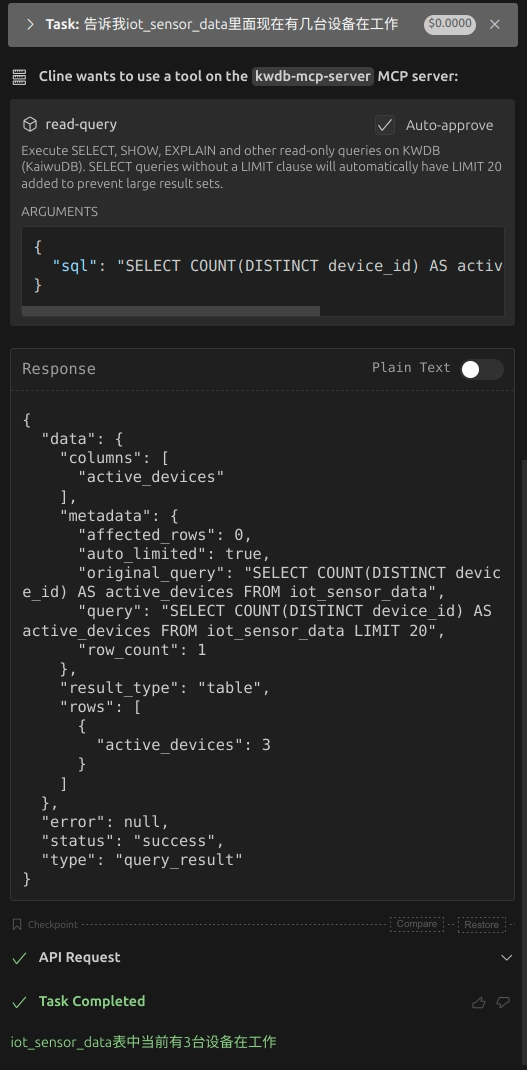 Task: 告诉我iot_sensor_data里面现在有几台设备在工作 $0.0000
Cline wants to use a tool on the kwdb-mcp-server MCP server:
read-query Auto-approve
Execute SELECT, SHOW, EXPLAIN and other read-only queries on KWDB
(KaiwuDB). SELECT queries without a LIMIT clause will automatically have LIMIT 20
added to prevent large result sets.
ARGUMENTS
{
"sql": "SELECT COUNT(DISTINCT device_id) AS activ
}
Response Plain Text
{
"data": {
"columns": [
"active_devices"
],
"metadata": {
"affected_rows": 0,
"auto_limited": true,
"original_query": "SELECT COUNT(DISTINCT devic
e_id) AS active_devices FROM iot_sensor_data",
"query": "SELECT COUNT(DISTINCT device_id) AS
active_devices FROM iot_sensor_data LIMIT 20",
"row_count": 1
},
"result_type": "table",
"rows": [
{
"active_devices": 3
}
]
},
"error": null,
"status": "success",
"type": "query_result"
}
Checkpoint Compare Restore
API Request
Task Completed
iot_sensor_data表中当前有3台设备在工作